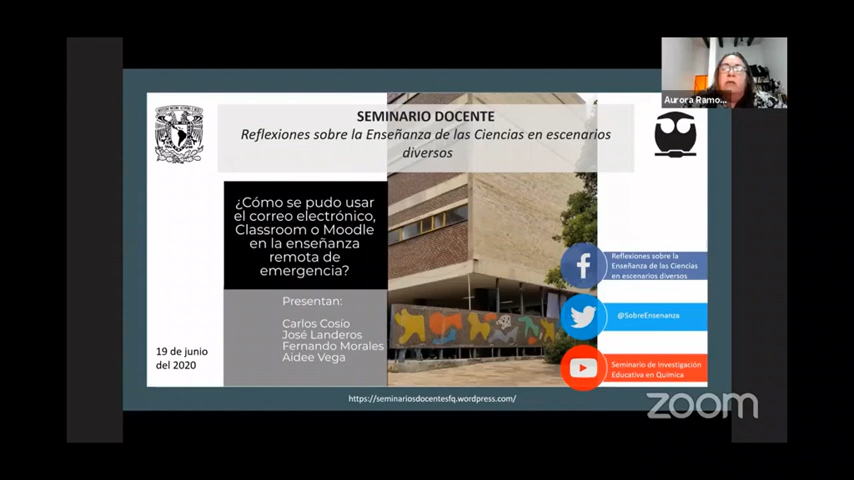 Aurora Ramo...
SEMINARIO DOCENTE
Reflexiones sobre la Enseñanza de las Ciencias en escenarios
diversos
¿Cómo se pudo usar
el correo electrónico,
Classroom o Moodle
en la enseñanza
remota de
emergencia?
Presentan:
Carlos Cosío
José Landeros
Fernando Morales
Aidee Vega
19 de junio
del 2020
Reflexiones sobre la
Enseñanza de las Ciencias
en escenarios diversos
@SobreEnsenanza
Seminario de Investigación
Educativa en Química
https://seminariosdocentesfq.wordpress.com/
zoom